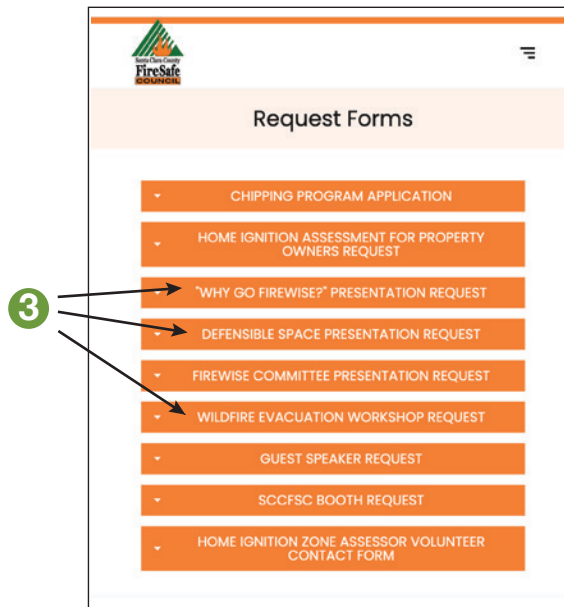 Santa Clara County
FireSafe
COUNCIL
Request Forms
CHIPPING PROGRAM APPLICATION
HOME IGNITION ASSESSMENT FOR PROPERTY
OWNERS REQUEST
3
"WHY GO FIREWISE?" PRESENTATION REQUEST
DEFENSIBLE SPACE PRESENTATION REQUEST
FIREWISE COMMITTEE PRESENTATION REQUEST
WILDFIRE EVACUATION WORKSHOP REQUEST
GUEST SPEAKER REQUEST
SCCFSC BOOTH REQUEST
HOME IGNITION ZONE ASSESSOR VOLUNTEER
CONTACT FORM